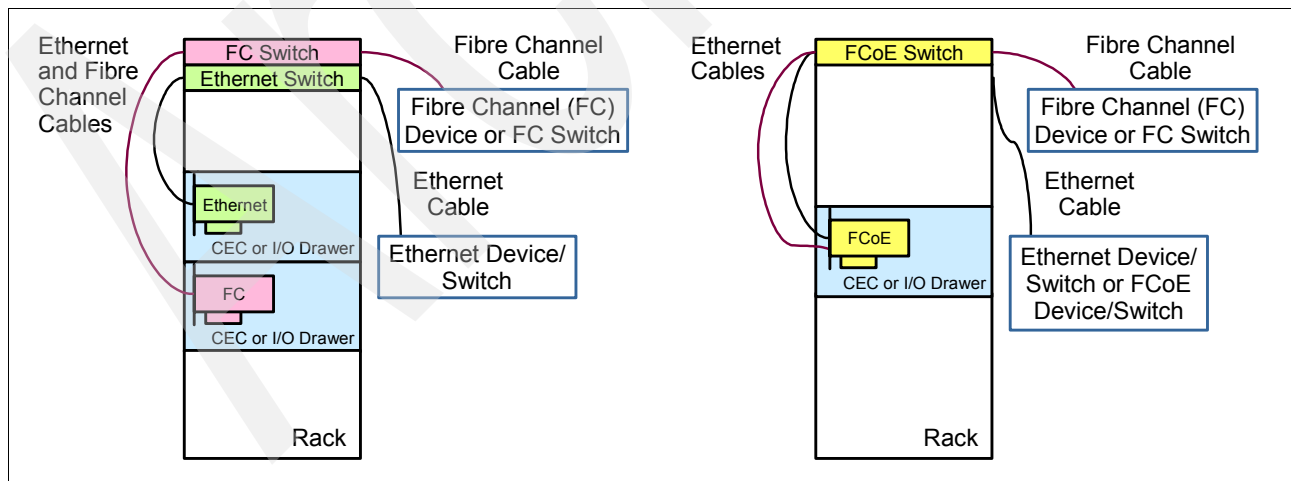 Ethernet
and Fibre
Channel
Cables
FC Switch
Ethernet Switch
Fibre Channel
Cable
Fibre Channel (FC)
Device or FC Switch
Ethernet
Cable
Ethernet Device/
Switch
Ethernet
CEC or I/O Drawer
FC
CEC or I/O Drawer
Rack
Ethernet
Cables
FCoE Switch
Fibre Channel
Cable
Fibre Channel (FC)
Device or FC Switch
Ethernet
Cable
Ethernet Device/
Switch or FCoE
Device/Switch
FCoE
CEC or I/O Drawer
Rack